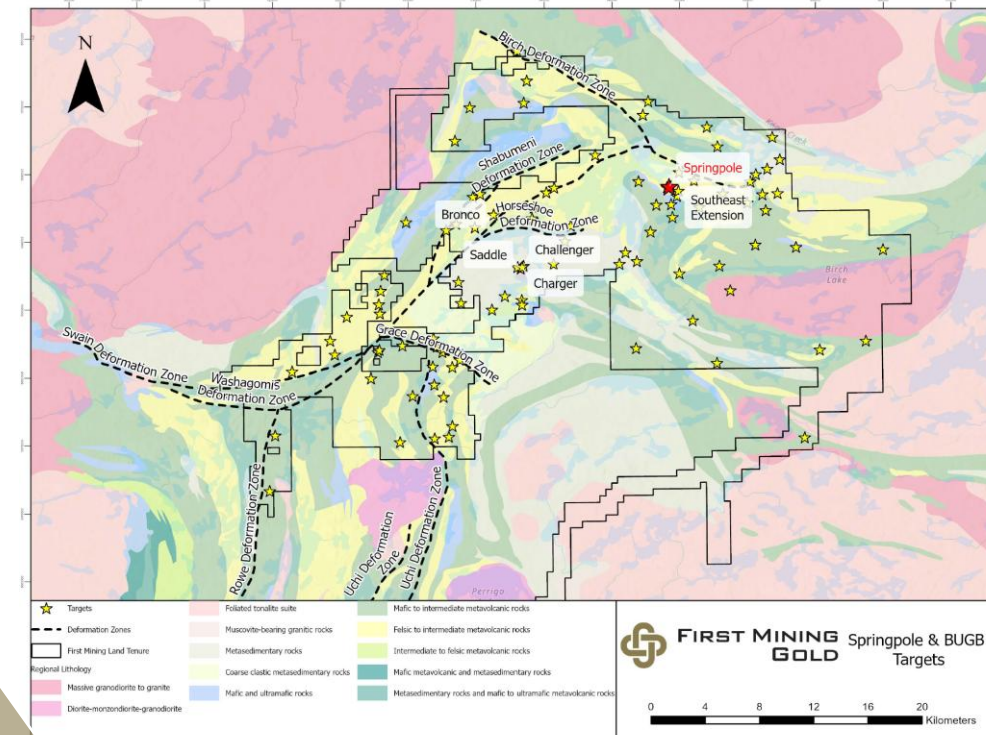 N
Birch Deformation Zone
Shabumeni
Deformation Zone
Springpole
Southeast
Extension
Horseshoe
Deformation Zone
Bronco
Saddle
Challenger
Charger
Birch
Lake
Grace Deformation Zone
Swain Deformation Zone
Washagomis
Deformation Zone
Rowe Deformation Zone
Uchi Deformation
Zone
Uchi Deformation Zone
Perrigo
Targets
Deformation Zones
First Mining Land Tenure
Regional Lithology
Massive granodiorite to granite
Diorite-monzondiorite-granodiorite
Foliated tonalite suite
Muscovite-bearing granitic rocks
Metasedimentary rocks
Coarse clastic metasedimentary rocks
Mafic and ultramafic rocks
Mafic to intermediate metavolcanic rocks
Felsic to intermediate metavolcanic rocks
Intermediate to felsic metavolcanic rocks
Mafic metavolcanic and metasedimentary rocks
Metasedimentary rocks and mafic to ultramafic metavolcanic rocks
FIRST MINING
GOLD
Springpole & BUGB
Targets
0 4 8 12 16 20
Kilometers